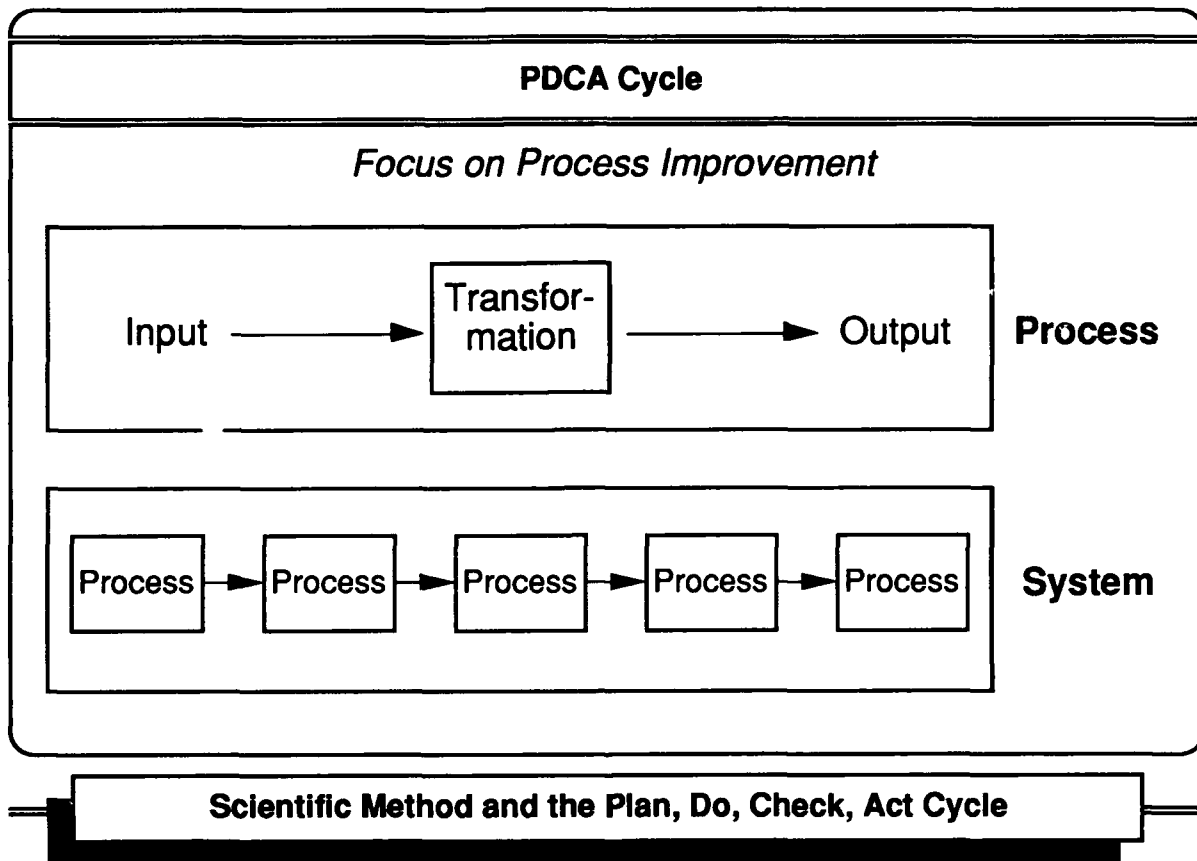 PDCA Cycle
Focus on Process Improvement
Input
Transfor-
mation
Output
Process
Process
Process
Process
Process
Process
System
Scientific Method and the Plan, Do, Check, Act Cycle